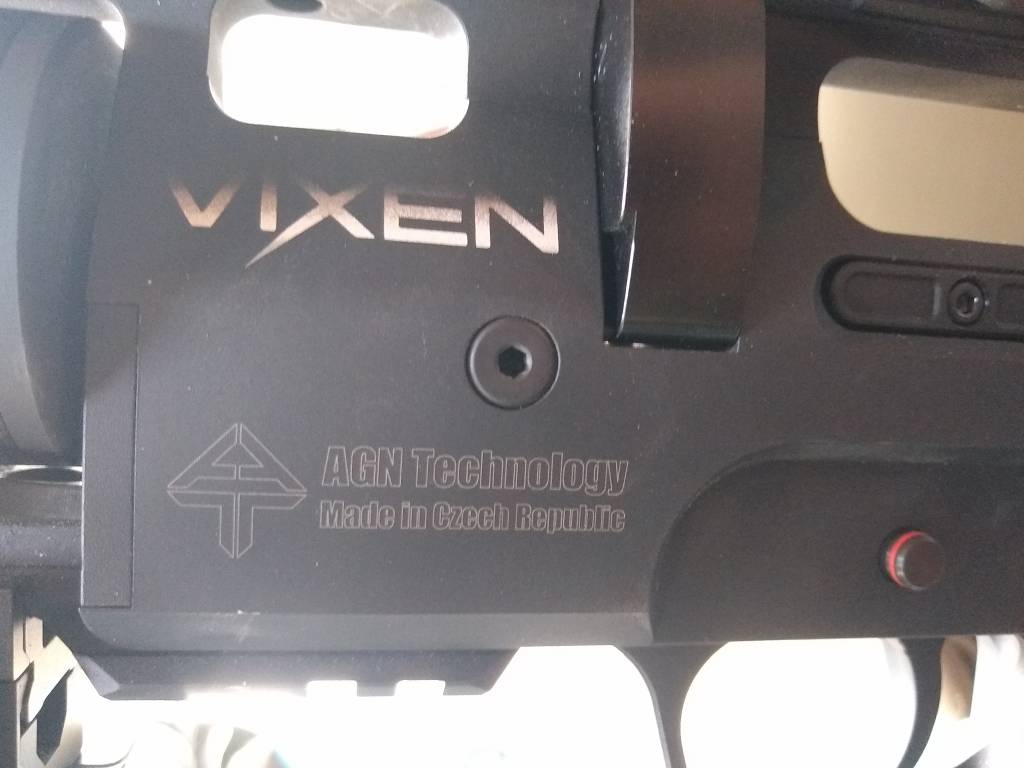 VIXEN
AGN Technology
Made in Czech Republic